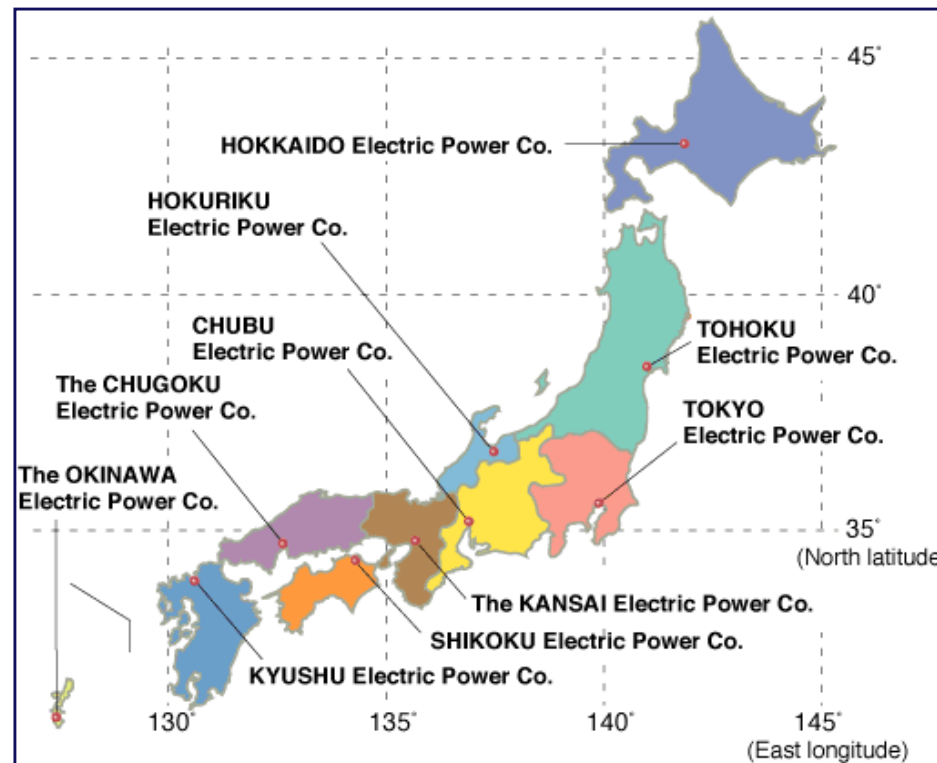 45°
HOKKAIDO Electric Power Co.
HOKURIKU
Electric Power Co.
40°
CHUBU
Electric Power Co.
TOHOKU
Electric Power Co.
The CHUGOKU
Electric Power Co.
TOKYO
Electric Power Co.
The OKINAWA
Electric Power Co.
35°
(North latitude
The KANSAI Electric Power Co.
SHIKOKU Electric Power Co.
KYUSHU Electric Power Co.
130° 135° 140° 145°
(East longitude)